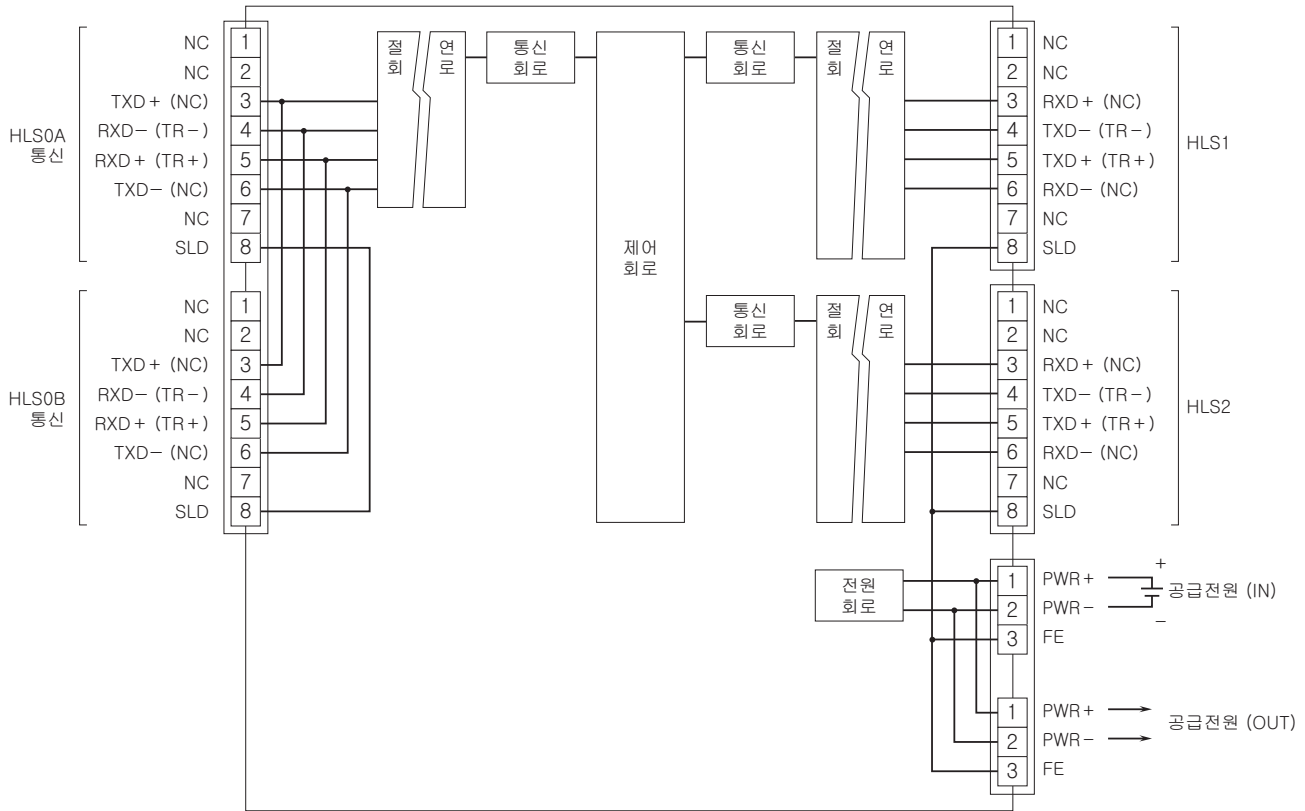 HLS0A
통신
NC 1
NC 2
TXD+ (NC) 3
RXD− (TR−) 4
RXD+ (TR+) 5
TXD− (NC) 6
NC 7
SLD 8
HLS0B
통신
NC 1
NC 2
TXD+ (NC) 3
RXD− (TR−) 4
RXD+ (TR+) 5
TXD− (NC) 6
NC 7
SLD 8
절 연
회 로
통신
회로
제어
회로
통신
회로
절 연
회 로
통신
회로
절 연
회 로
전원
회로
1 NC
2 NC
3 RXD+ (NC)
4 TXD− (TR−)
5 TXD+ (TR+)
6 RXD− (NC)
7 NC
8 SLD
HLS1
1 NC
2 NC
3 RXD+ (NC)
4 TXD− (TR−)
5 TXD+ (TR+)
6 RXD− (NC)
7 NC
8 SLD
HLS2
1 PWR+
2 PWR−
3 FE
+
공급전원 (IN)
−
1 PWR+
2 PWR−
3 FE
공급전원 (OUT)